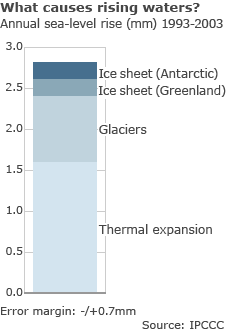 What causes rising waters?
Annual sea-level rise (mm) 1993-2003
3.0
Ice sheet (Antarctic)
2.5
Ice sheet (Greenland)
2.0
Glaciers
1.5
1.0
Thermal expansion
0.5
0.0
Error margin: -/+0.7mm
Source: IPCCC